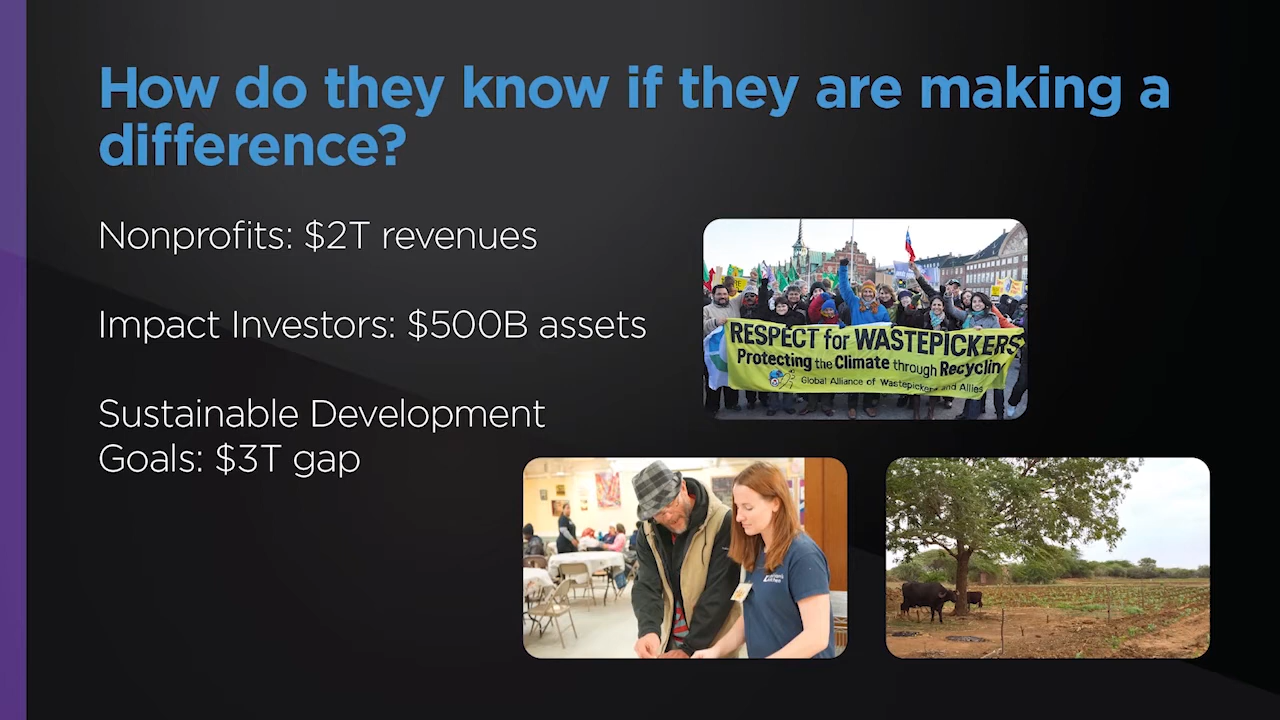 How do they know if they are making a
difference?
Nonprofits: $2T revenues
Impact Investors: $500B assets
Sustainable Development
Goals: $3T gap
RESPECT for WASTEPICKERS
Protecting the Climate through Recyclin
Global Alliance of Wastepickers and Allies